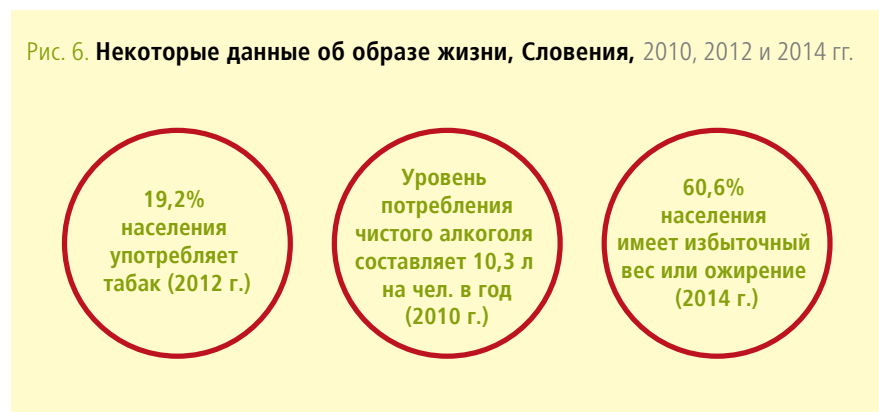 Рис. 6. Некоторые данные об образе жизни, Словения, 2010, 2012 и 2014 гг.
19,2%
населения
употребляет
табак (2012 г.)
Уровень
потребления
чистого алкоголя
составляет 10,3 л
на чел. в год
(2010 г.)
60,6%
населения
имеет избыточный
вес или ожирение
(2014 г.)